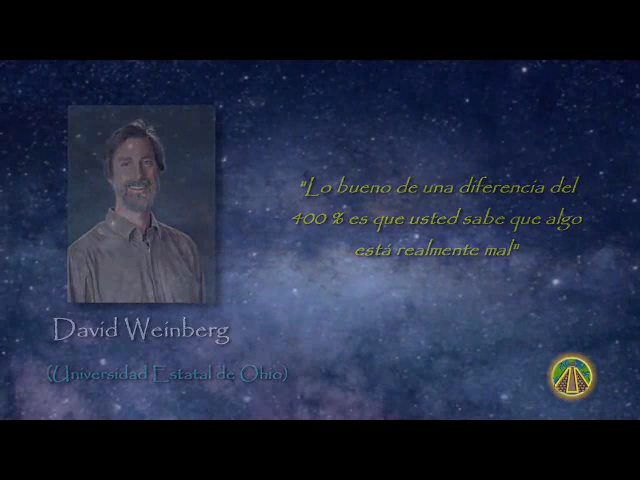 "Lo bueno de una diferencia del
400 % es que usted sabe que algo
está realmente mal"
David Weinberg
(Universidad Estatal de Ohio)